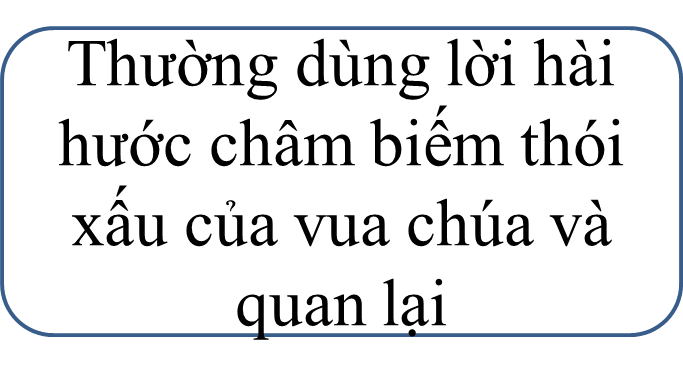 Thường dùng lời hài
hước châm biếm thói
xấu của vua chúa và
quan lại